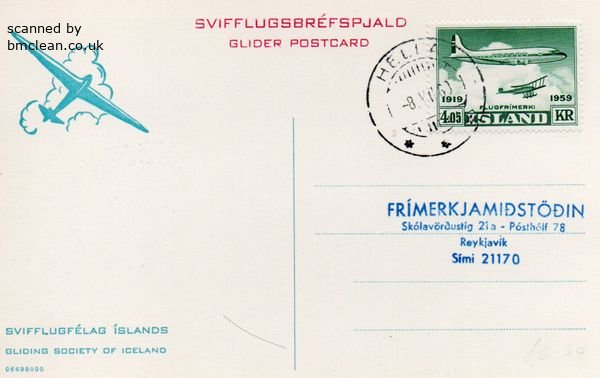 scanned by
bmclean.co.uk
SVIFFLUGSBRÉFSPJALD
GLIDER POSTCARD
1919 FLUGFRÍMERKI 1959
4.05 ÍSLAND KR
FRÍMERKJAMIÐSTÖÐIN
Skólavörðustíg 21a - Pósthólf 78
Reykjavík
Sími 21170
SVIFFLUGFÉLAG ÍSLANDS
GLIDING SOCIETY OF ICELAND
06698000